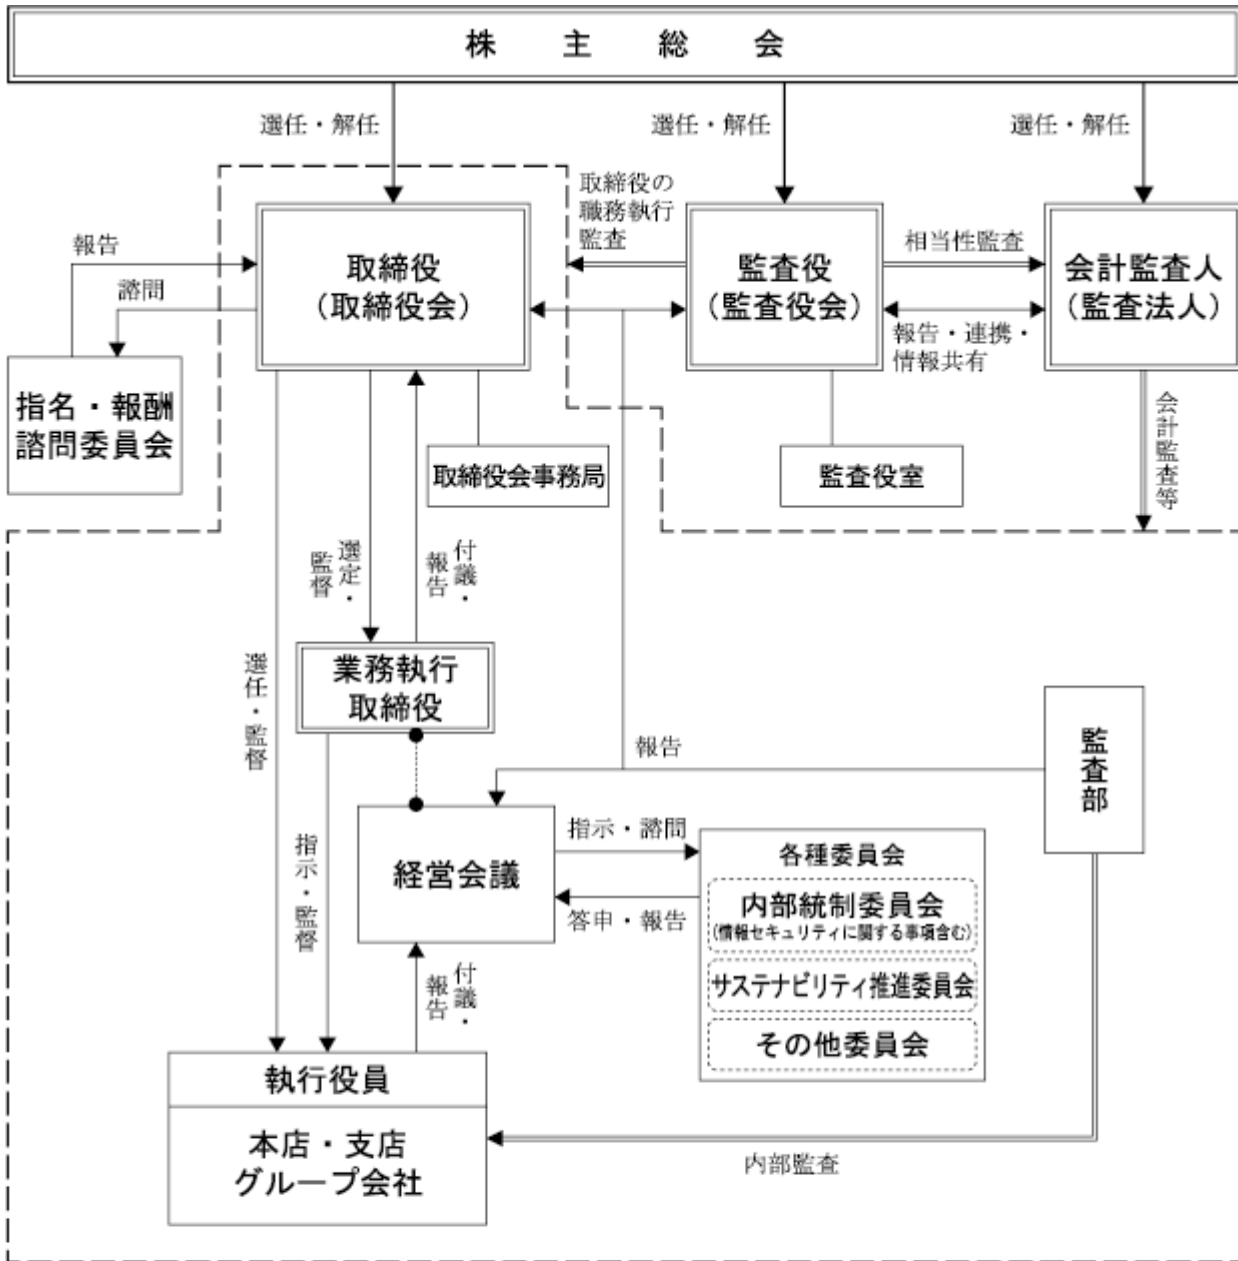 株主総会
選任・解任
選任・解任
選任・解任
取締役の
職務執行
監査
報告
諮問
取締役
（取締役会）
監査役
（監査役会）
相当性監査
報告・連携・
情報共有
会計監査人
（監査法人）
指名・報酬
諮問委員会
取締役会事務局
監査役室
会計監査等
選定・
監督
付議・
報告
選任・監督
業務執行
取締役
報告
監査部
指示・監督
経営会議
指示・諮問
答申・報告
各種委員会
内部統制委員会
(情報セキュリティに関する事項含む)
サステナビリティ推進委員会
その他委員会
付議・
報告
執行役員
本店・支店
グループ会社
内部監査